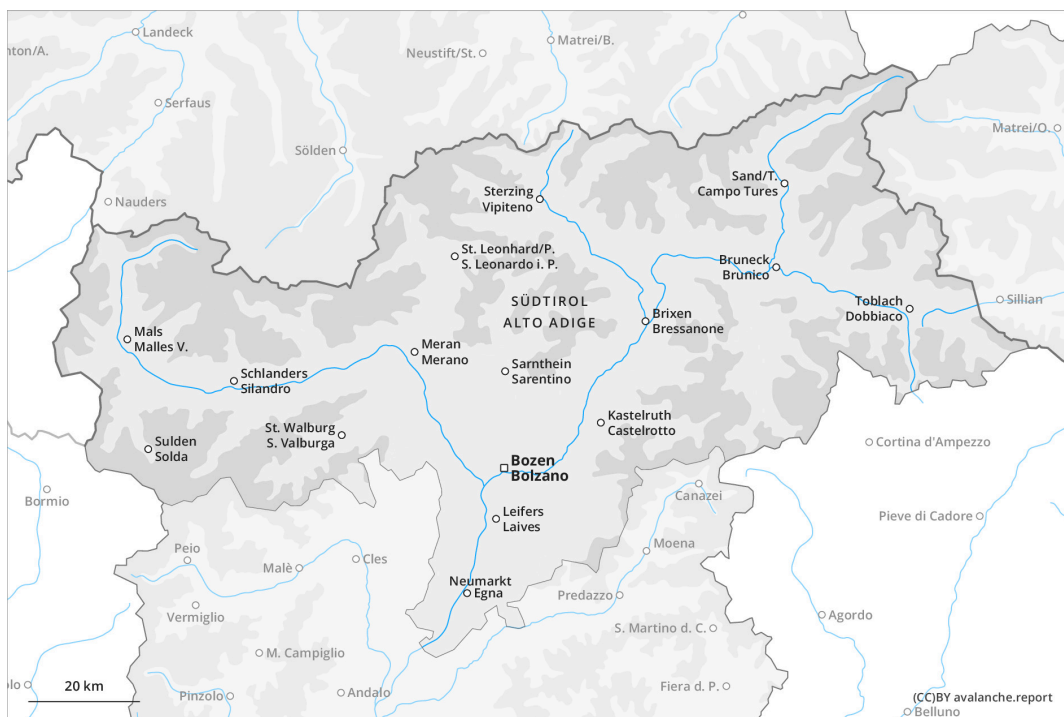 Landeck
nton/A.
Neustift/St.
Matrei/B.
Serfaus
Matrei/O.
Sölden
Nauders
Sand/T.
Campo Tures
Sterzing
Vipiteno
St. Leonhard/P.
S. Leonardo i. P.
Bruneck
Brunico
SÜDTIROL
ALTO ADIGE
Toblach
Dobbiaco
Sillian
Brixen
Bressanone
Mals
Malles V.
Meran
Merano
Sarnthein
Sarentino
Schlanders
Silandro
Kastelruth
Castelrotto
St. Walburg
S. Valburga
Sulden
Solda
Cortina d'Ampezzo
Bozen
Bolzano
Bormio
Canazei
Leifers
Laives
Pieve di Cadore
Moena
Peio
Malè
Cles
Neumarkt
Egna
Predazzo
Vermiglio
Agordo
S. Martino d. C.
M. Campiglio
olo
20 km
Pinzolo
Andalo
Fiera d. P.
(CC)BY avalanche.report
Belluno